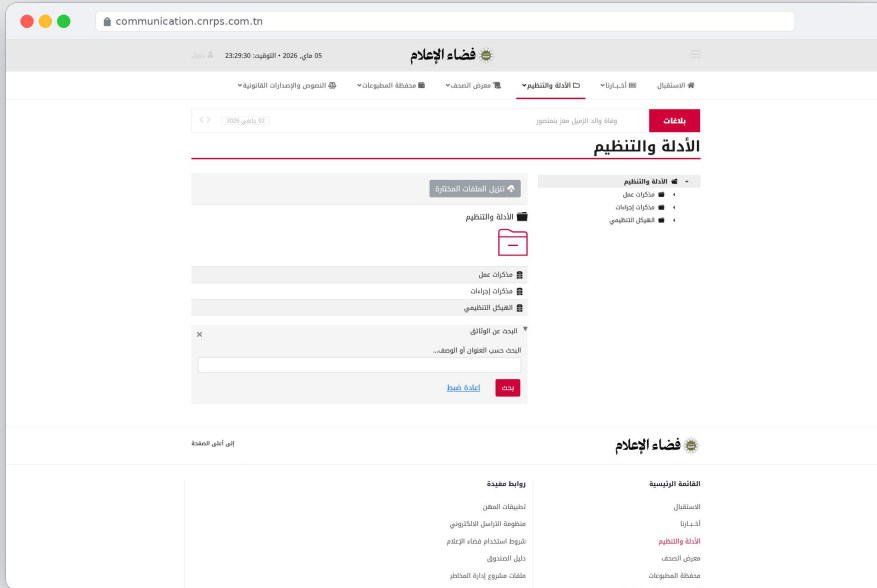 communication.cnrps.com.tn
فضاء الإعلام
05 ماي, 2026 • التوقيت: 23:29:30
الاستقبال
أخـبـارنا
الأدلة والتنظيم
معرض الصحف
محفظة المطبوعات
النصوص والإصدارات القانونية
بلاغات
وفاة والد الزميل معز بنمنصور
02 جانفي 2026
الأدلة والتنظيم
الأدلة والتنظيم
مذكرات عمل
مذكرات إجراءات
الهيكل التنظيمي
تنزيل الملفات المختارة
الأدلة والتنظيم
مذكرات عمل
مذكرات إجراءات
الهيكل التنظيمي
البحث عن الوثائق
البحث حسب العنوان أو الوصف...
بحث
إعادة ضبط
فضاء الإعلام
إلى أعلى الصفحة
القائمة الرئيسية
الاستقبال
أخـبـارنا
الأدلة والتنظيم
معرض الصحف
محفظة المطبوعات
روابط مفيدة
تطبيقات المهن
منظومة التراسل الالكتروني
شروط استخدام فضاء الإعلام
دليل الصندوق
ملفات مشروع إدارة المخاطر